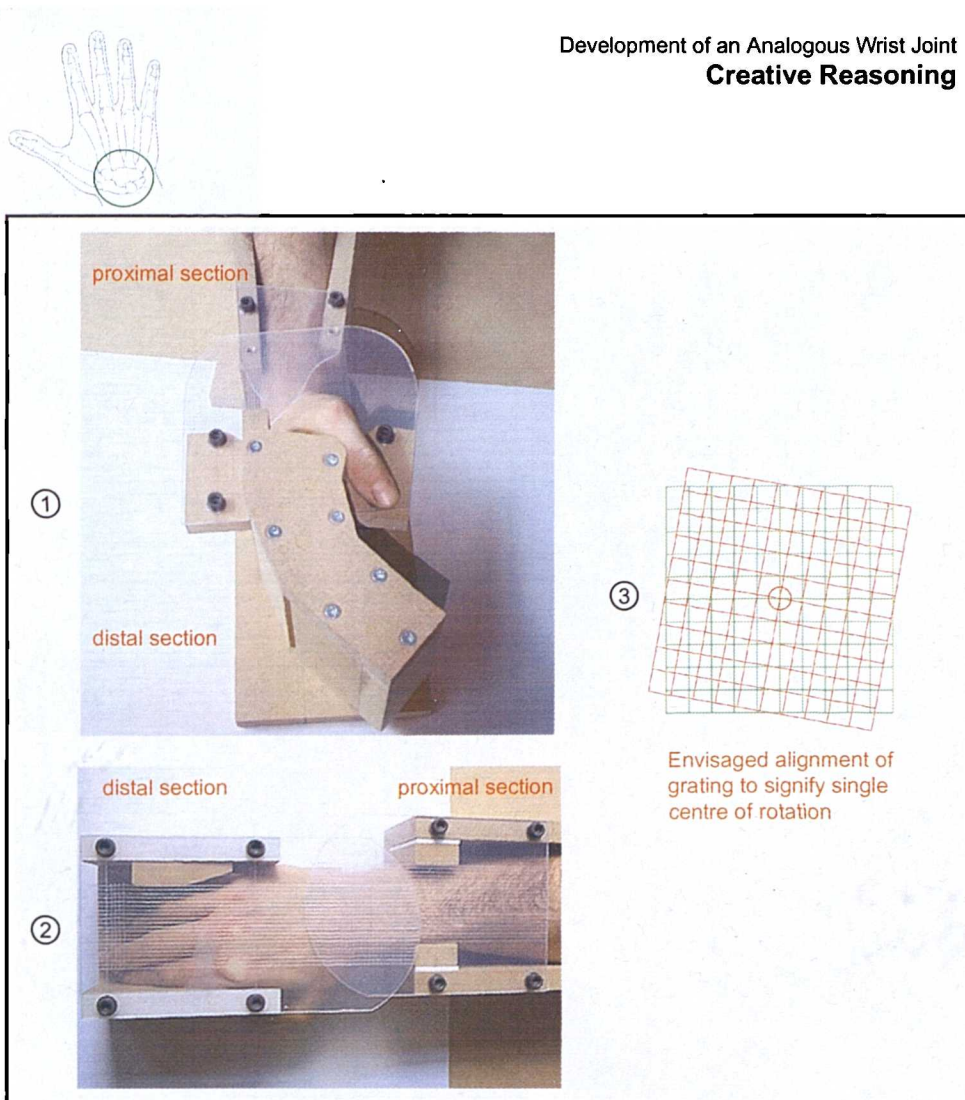 Development of an Analogous Wrist Joint
Creative Reasoning
proximal section
1
distal section
distal section
proximal section
2
3
Envisaged alignment of
grating to signify single
centre of rotation